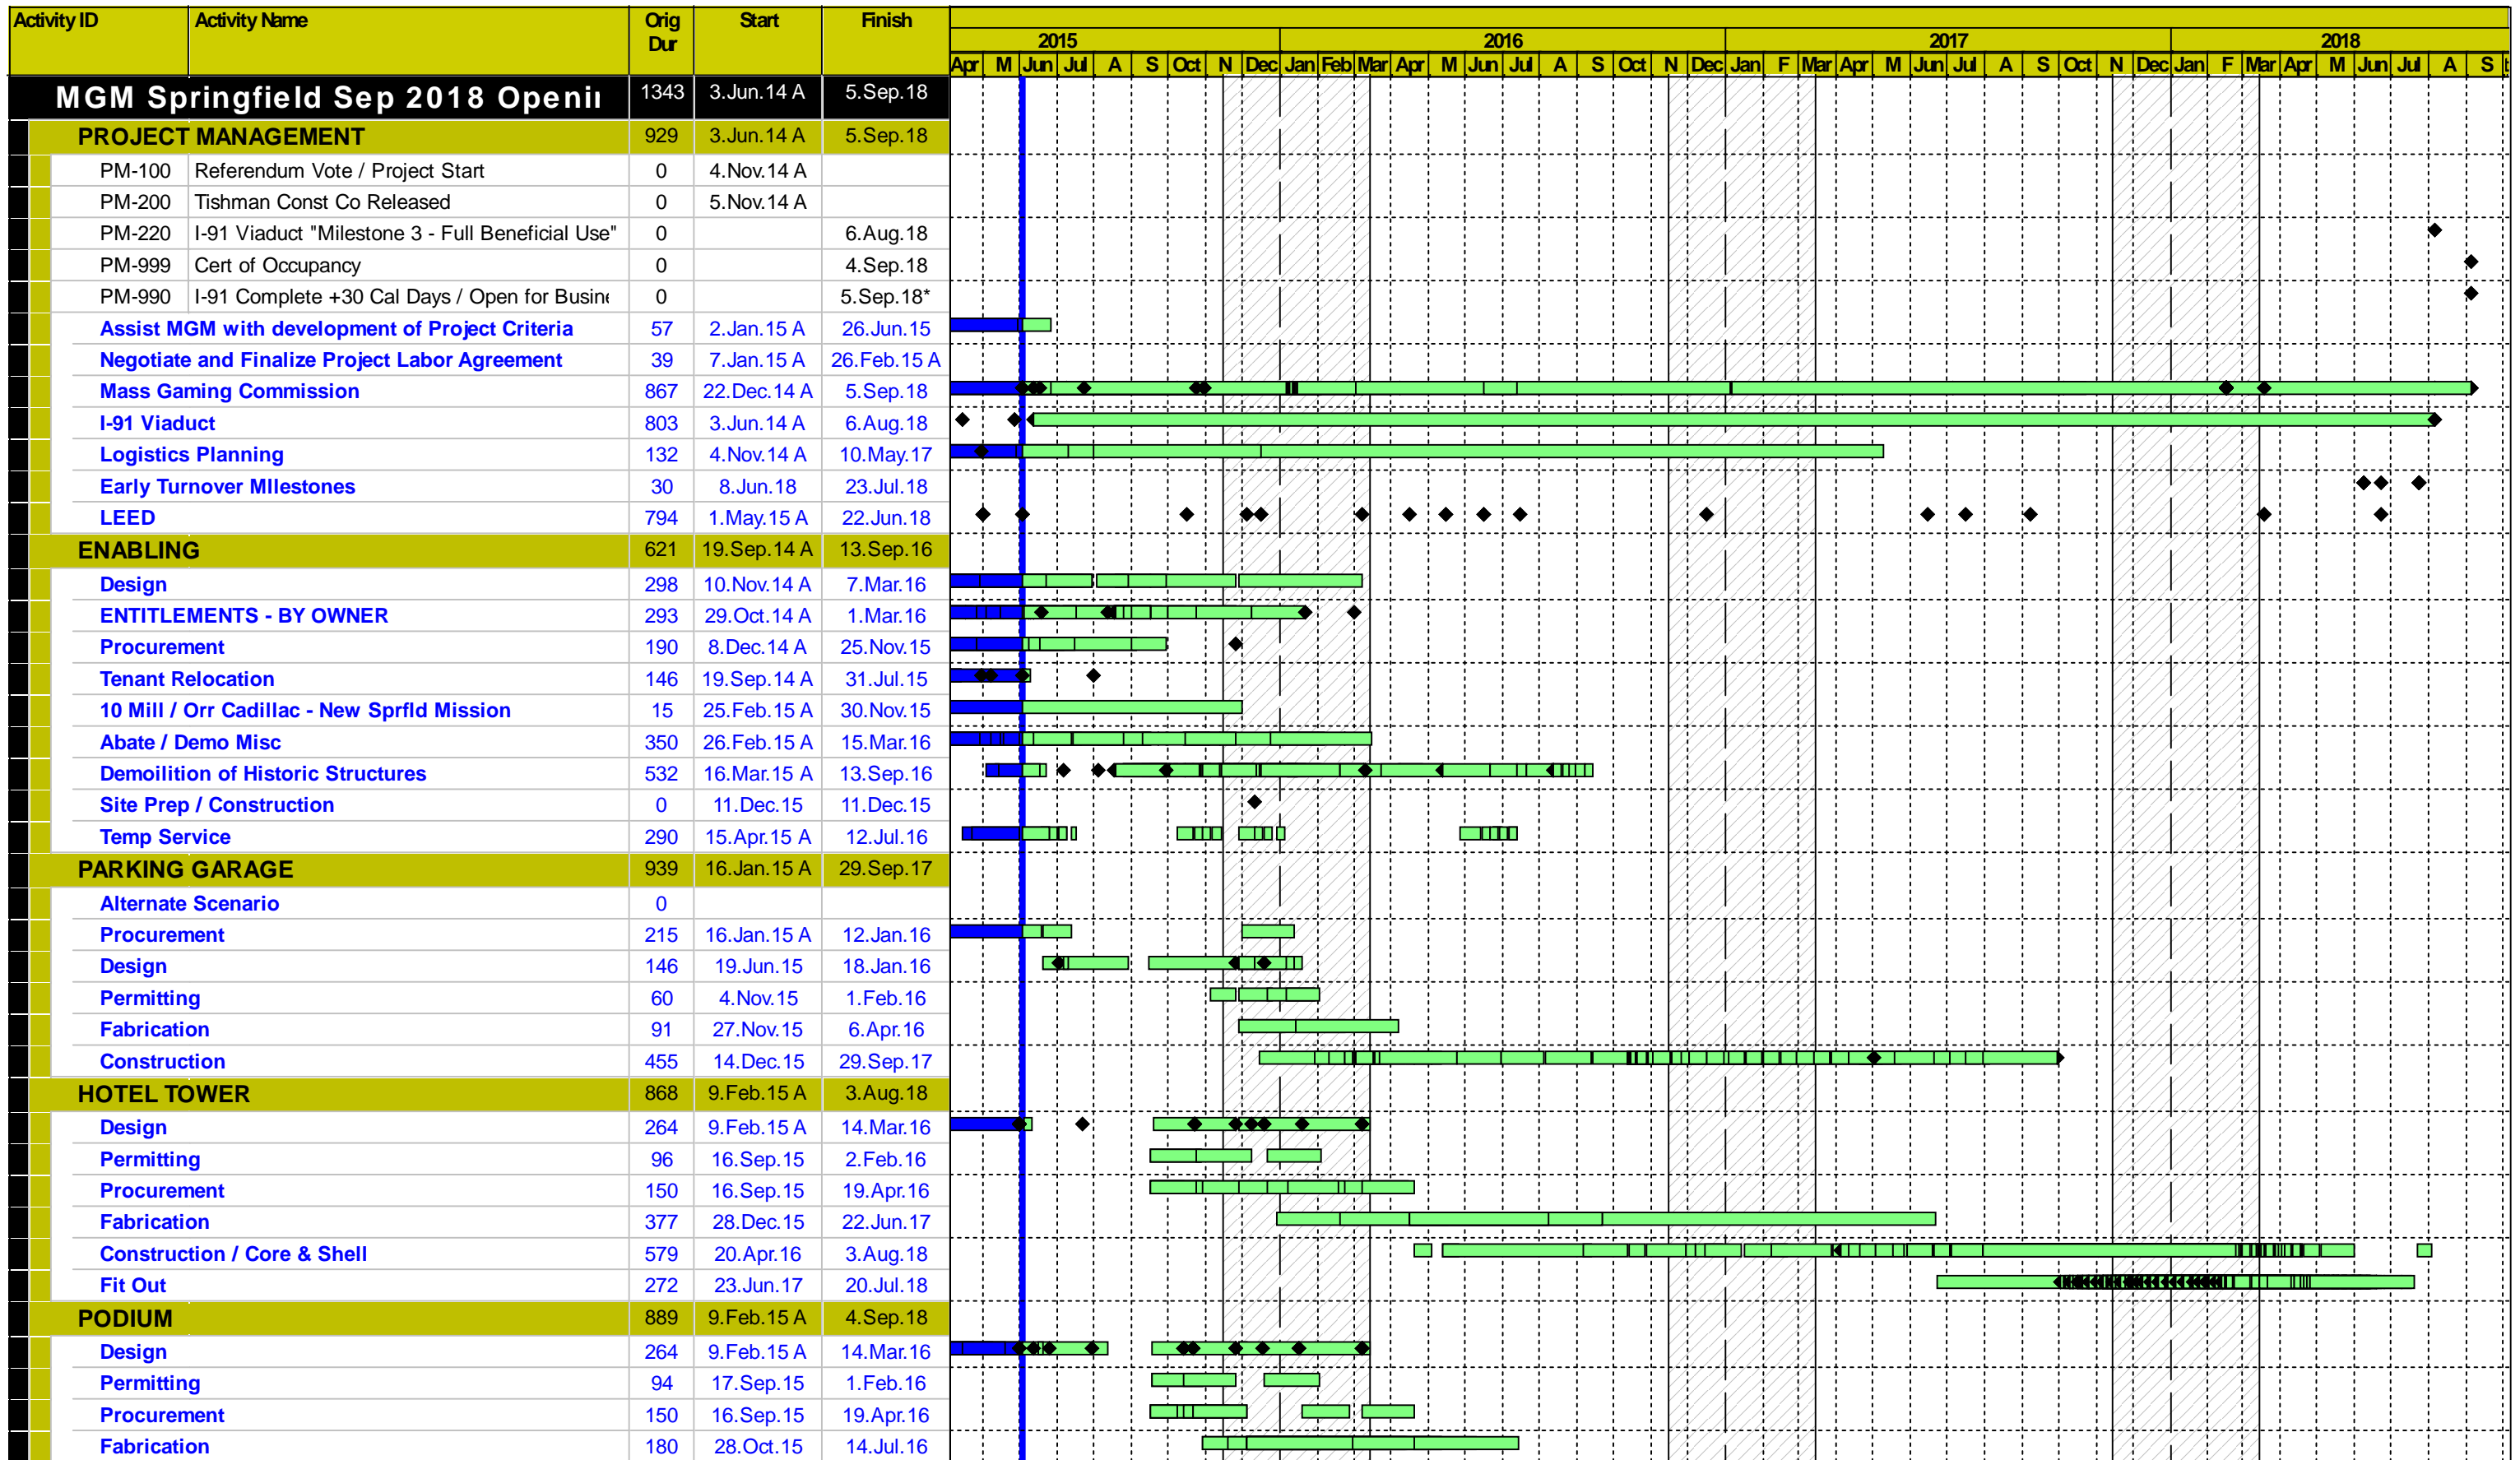 Activity ID Activity Name Orig Dur Start Finish
2015 2016 2017 2018
Apr M Jun Jul A S Oct N Dec Jan Feb Mar Apr M Jun Jul A S Oct N Dec Jan F Mar Apr M Jun Jul A S Oct N Dec Jan F Mar Apr M Jun Jul A S
MGM Springfield Sep 2018 Openi 1343 3.Jun.14 A 5.Sep.18
PROJECT MANAGEMENT 929 3.Jun.14 A 5.Sep.18
PM-100 Referendum Vote / Project Start 0 4.Nov.14 A
PM-200 Tishman Const Co Released 0 5.Nov.14 A
PM-220 I-91 Viaduct "Milestone 3 - Full Beneficial Use" 0 6.Aug.18
PM-999 Cert of Occupancy 0 4.Sep.18
PM-990 I-91 Complete +30 Cal Days / Open for Busine 0 5.Sep.18*
Assist MGM with development of Project Criteria 57 2.Jan.15 A 26.Jun.15
Negotiate and Finalize Project Labor Agreement 39 7.Jan.15 A 26.Feb.15 A
Mass Gaming Commission 867 22.Dec.14 A 5.Sep.18
I-91 Viaduct 803 3.Jun.14 A 6.Aug.18
Logistics Planning 132 4.Nov.14 A 10.May.17
Early Turnover MIlestones 30 8.Jun.18 23.Jul.18
LEED 794 1.May.15 A 22.Jun.18
ENABLING 621 19.Sep.14 A 13.Sep.16
Design 298 10.Nov.14 A 7.Mar.16
ENTITLEMENTS - BY OWNER 293 29.Oct.14 A 1.Mar.16
Procurement 190 8.Dec.14 A 25.Nov.15
Tenant Relocation 146 19.Sep.14 A 31.Jul.15
10 Mill / Orr Cadillac - New Sprfld Mission 15 25.Feb.15 A 30.Nov.15
Abate / Demo Misc 350 26.Feb.15 A 15.Mar.16
Demoilition of Historic Structures 532 16.Mar.15 A 13.Sep.16
Site Prep / Construction 0 11.Dec.15 11.Dec.15
Temp Service 290 15.Apr.15 A 12.Jul.16
PARKING GARAGE 939 16.Jan.15 A 29.Sep.17
Alternate Scenario 0
Procurement 215 16.Jan.15 A 12.Jan.16
Design 146 19.Jun.15 18.Jan.16
Permitting 60 4.Nov.15 1.Feb.16
Fabrication 91 27.Nov.15 6.Apr.16
Construction 455 14.Dec.15 29.Sep.17
HOTEL TOWER 868 9.Feb.15 A 3.Aug.18
Design 264 9.Feb.15 A 14.Mar.16
Permitting 96 16.Sep.15 2.Feb.16
Procurement 150 16.Sep.15 19.Apr.16
Fabrication 377 28.Dec.15 22.Jun.17
Construction / Core & Shell 579 20.Apr.16 3.Aug.18
Fit Out 272 23.Jun.17 20.Jul.18
PODIUM 889 9.Feb.15 A 4.Sep.18
Design 264 9.Feb.15 A 14.Mar.16
Permitting 94 17.Sep.15 1.Feb.16
Procurement 150 16.Sep.15 19.Apr.16
Fabrication 180 28.Oct.15 14.Jul.16